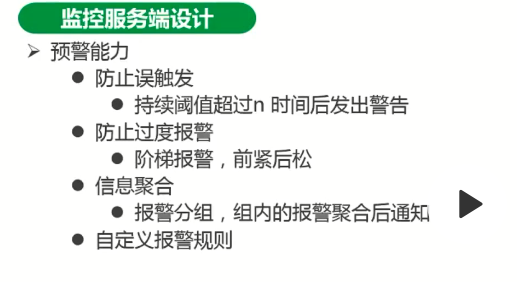 监控服务端设计
预警能力
防止误触发
持续阈值超过n 时间后发出警告
防止过度报警
阶梯报警，前紧后松
信息聚合
报警分组，组内的报警聚合后通知
自定义报警规则